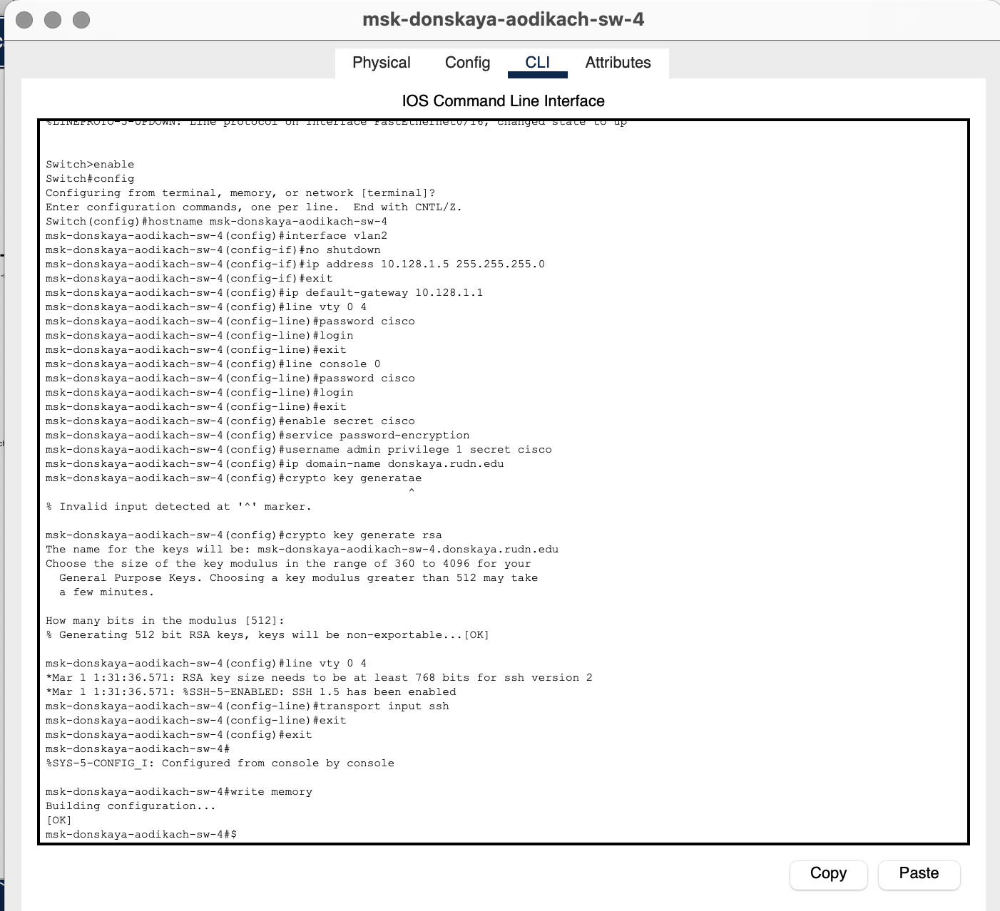 msk-donskaya-aodikach-sw-4
Physical Config CLI Attributes
IOS Command Line Interface
%LINEPROTO-5-UPDOWN: Line protocol on Interface FastEthernet0/16, changed state to up
Switch>enable
Switch#config
Configuring from terminal, memory, or network [terminal]?
Enter configuration commands, one per line.  End with CNTL/Z.
Switch(config)#hostname msk-donskaya-aodikach-sw-4
msk-donskaya-aodikach-sw-4(config)#interface vlan2
msk-donskaya-aodikach-sw-4(config-if)#no shutdown
msk-donskaya-aodikach-sw-4(config-if)#ip address 10.128.1.5 255.255.255.0
msk-donskaya-aodikach-sw-4(config-if)#exit
msk-donskaya-aodikach-sw-4(config)#ip default-gateway 10.128.1.1
msk-donskaya-aodikach-sw-4(config)#line vty 0 4
msk-donskaya-aodikach-sw-4(config-line)#password cisco
msk-donskaya-aodikach-sw-4(config-line)#login
msk-donskaya-aodikach-sw-4(config-line)#exit
msk-donskaya-aodikach-sw-4(config)#line console 0
msk-donskaya-aodikach-sw-4(config-line)#password cisco
msk-donskaya-aodikach-sw-4(config-line)#login
msk-donskaya-aodikach-sw-4(config-line)#exit
msk-donskaya-aodikach-sw-4(config)#enable secret cisco
msk-donskaya-aodikach-sw-4(config)#service password-encryption
msk-donskaya-aodikach-sw-4(config)#username admin privilege 1 secret cisco
msk-donskaya-aodikach-sw-4(config)#ip domain-name donskaya.rudn.edu
msk-donskaya-aodikach-sw-4(config)#crypto key generatae
^
% Invalid input detected at '^' marker.
msk-donskaya-aodikach-sw-4(config)#crypto key generate rsa
The name for the keys will be: msk-donskaya-aodikach-sw-4.donskaya.rudn.edu
Choose the size of the key modulus in the range of 360 to 4096 for your
General Purpose Keys. Choosing a key modulus greater than 512 may take
a few minutes.
How many bits in the modulus [512]:
% Generating 512 bit RSA keys, keys will be non-exportable...[OK]
msk-donskaya-aodikach-sw-4(config)#line vty 0 4
*Mar 1 1:31:36.571: RSA key size needs to be at least 768 bits for ssh version 2
*Mar 1 1:31:36.571: %SSH-5-ENABLED: SSH 1.5 has been enabled
msk-donskaya-aodikach-sw-4(config-line)#transport input ssh
msk-donskaya-aodikach-sw-4(config-line)#exit
msk-donskaya-aodikach-sw-4(config)#exit
msk-donskaya-aodikach-sw-4#
%SYS-5-CONFIG_I: Configured from console by console
msk-donskaya-aodikach-sw-4#write memory
Building configuration...
[OK]
msk-donskaya-aodikach-sw-4#$
Copy Paste